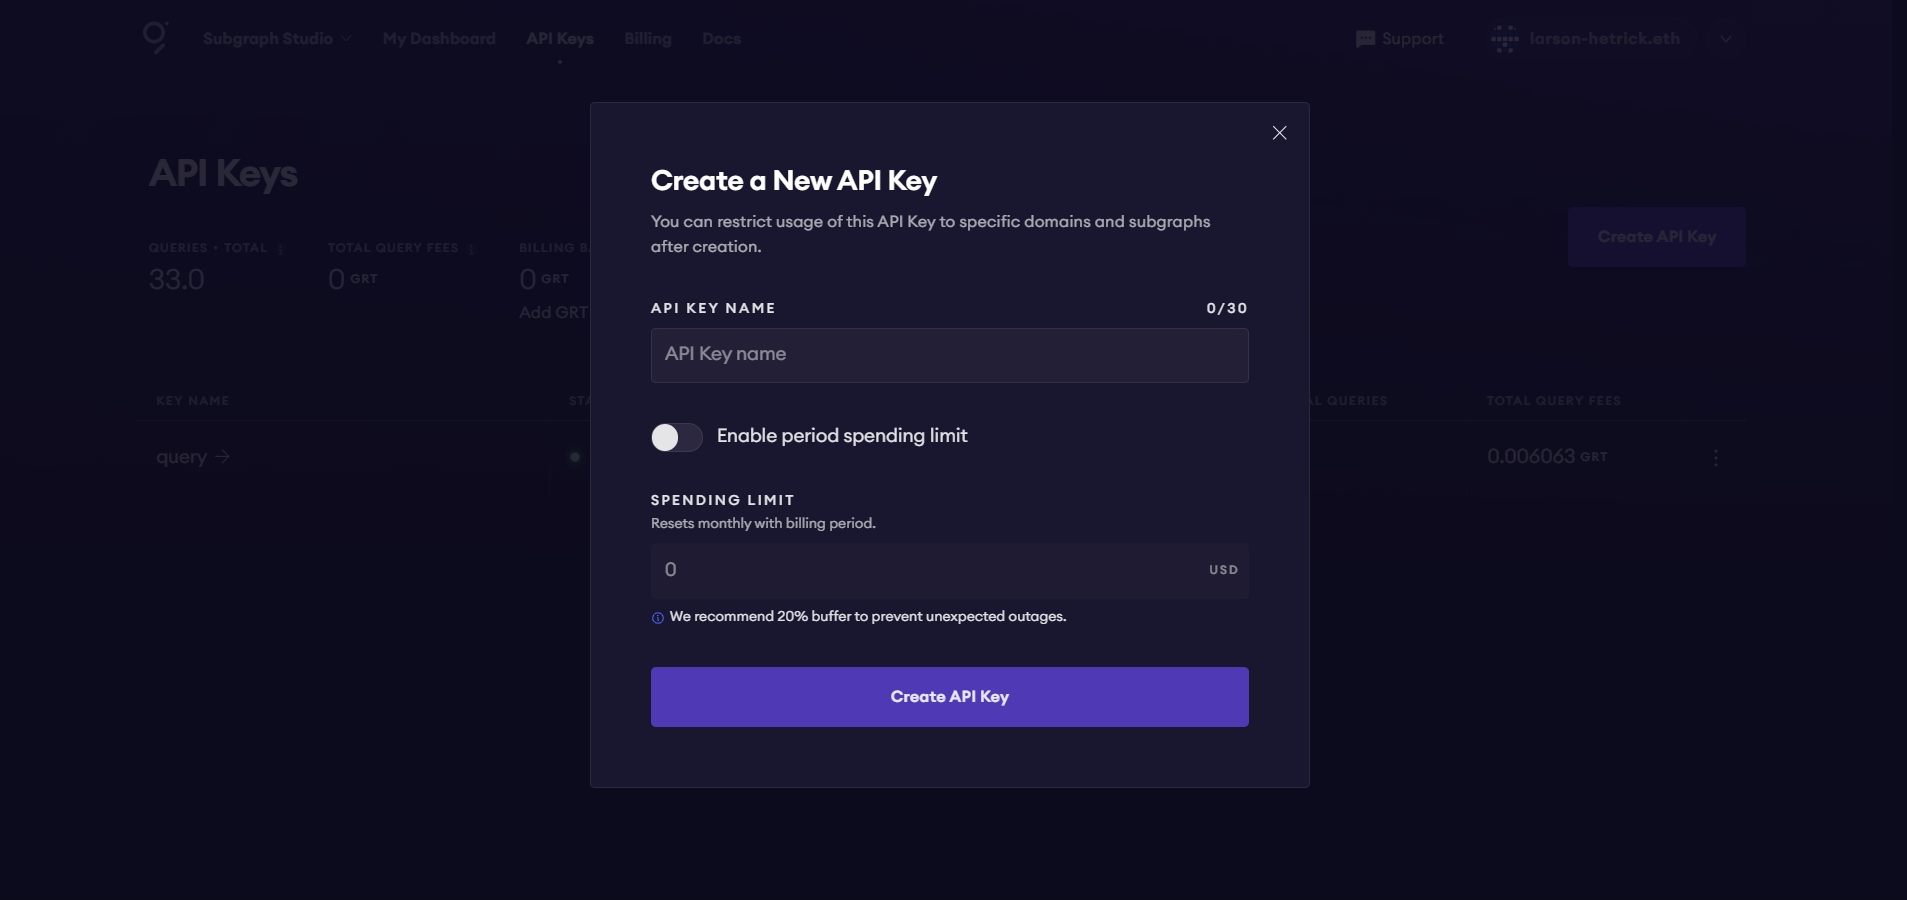 Subgraph Studio My Dashboard API Keys Billing Docs Support larson-hetrick.eth
API Keys
Create API Key
QUERIES • TOTAL TOTAL QUERY FEES BILLING
33.0 0 GRT 0 GRT
Add GRT
KEY NAME QUERIES TOTAL QUERY FEES
query → 0.006063 GRT
Create a New API Key
You can restrict usage of this API Key to specific domains and subgraphs
after creation.
API KEY NAME 0/30
API Key name
Enable period spending limit
SPENDING LIMIT
Resets monthly with billing period.
0 USD
We recommend 20% buffer to prevent unexpected outages.
Create API Key